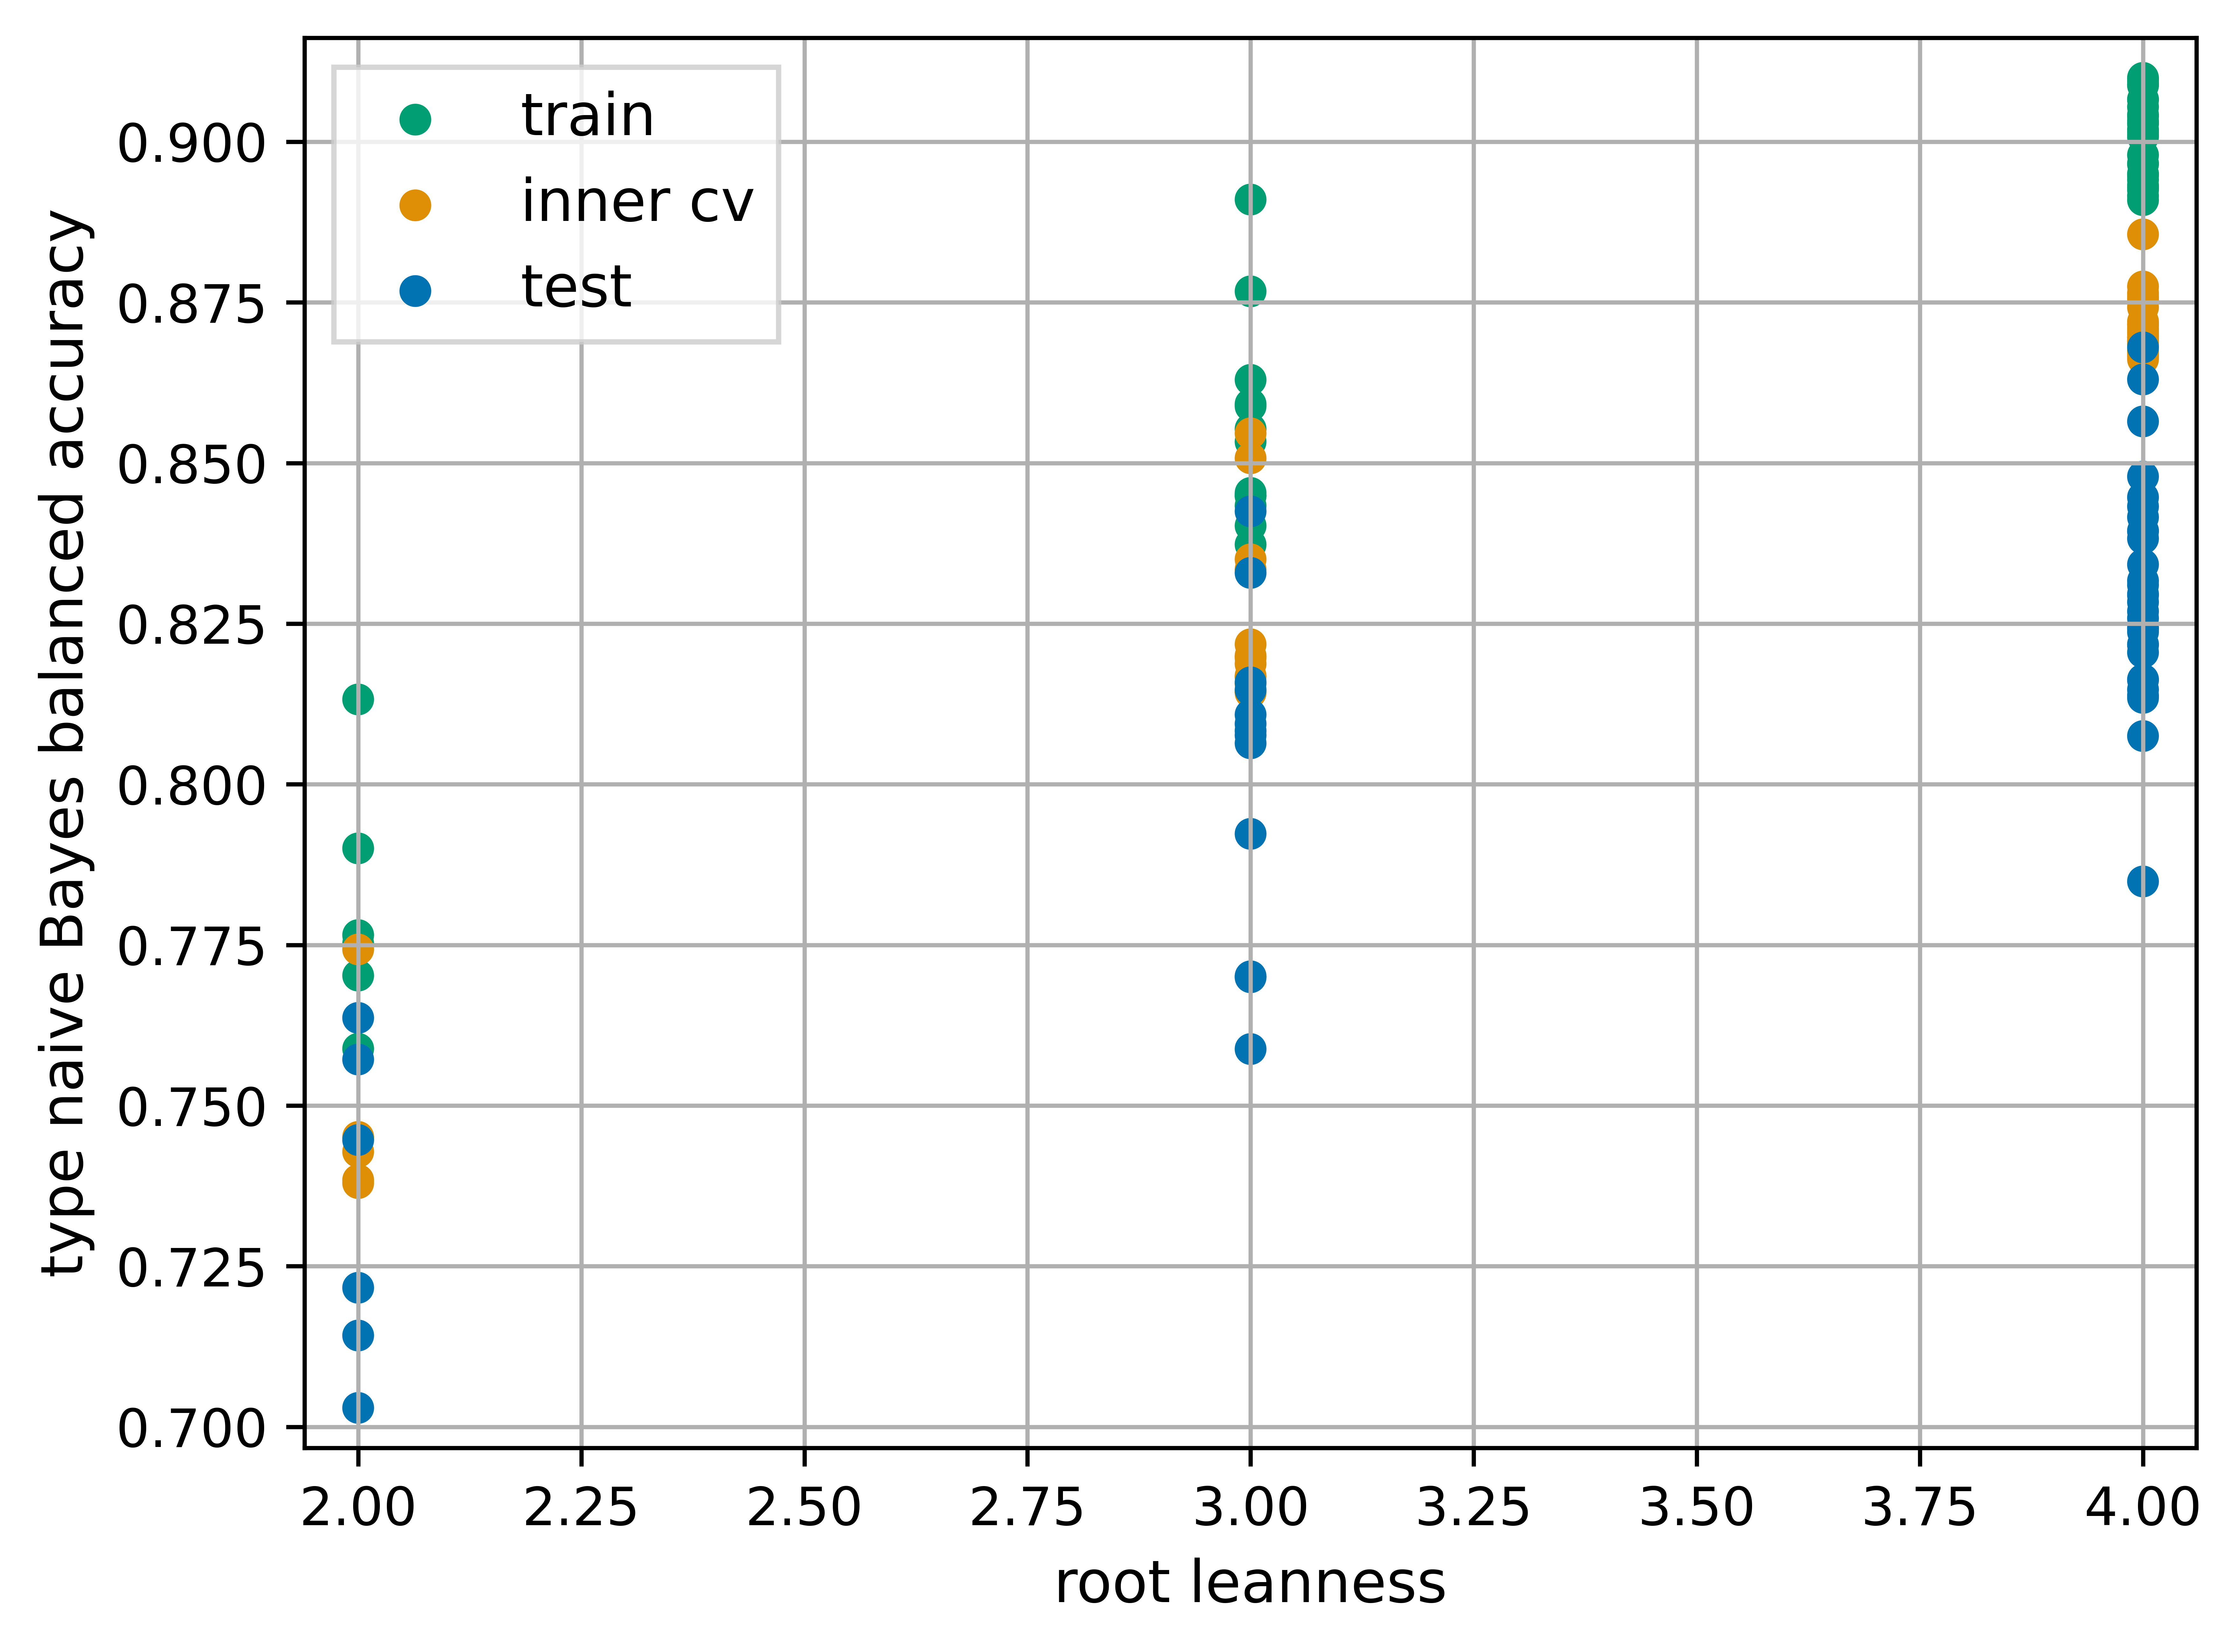 train
inner cv
test
0.900
0.875
0.850
0.825
0.800
0.775
0.750
0.725
0.700
type naive Bayes balanced accuracy
2.00 2.25 2.50 2.75 3.00 3.25 3.50 3.75 4.00
root leanness